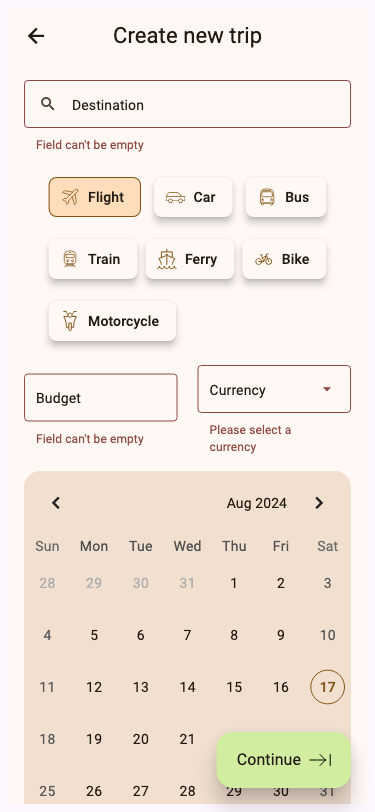 Create new trip
Destination
Field can't be empty
Flight Car Bus
Train Ferry Bike
Motorcycle
Budget Currency
Field can't be empty Please select a
currency
Aug 2024
Sun Mon Tue Wed Thu Fri Sat
28 29 30 31 1 2 3
4 5 6 7 8 9 10
11 12 13 14 15 16 17
18 19 20 21
Continue
25 26 27 28 29 30 31